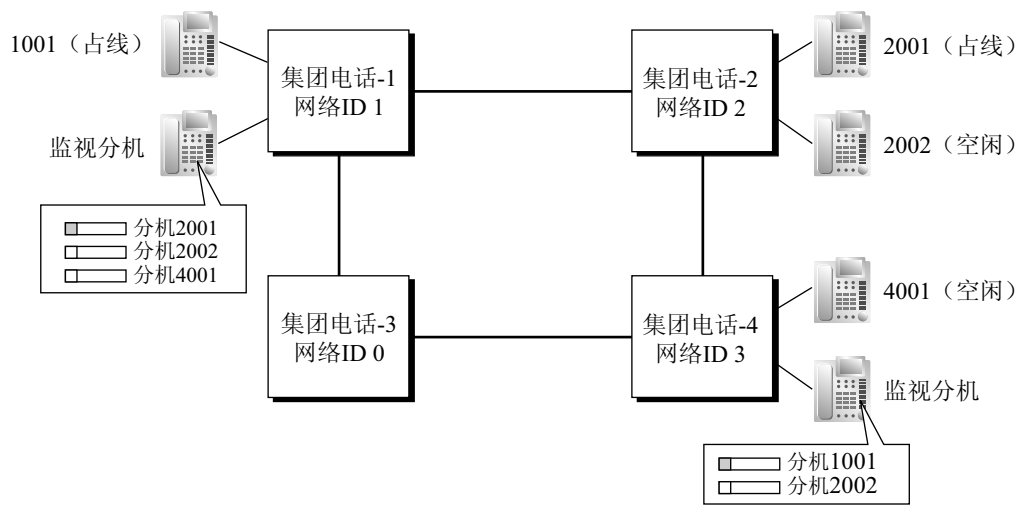 1001（占线）
集团电话-1
网络ID 1
集团电话-2
网络ID 2
2001（占线）
监视分机
2002（空闲）
分机2001
分机2002
分机4001
集团电话-3
网络ID 0
集团电话-4
网络ID 3
4001（空闲）
监视分机
分机1001
分机2002